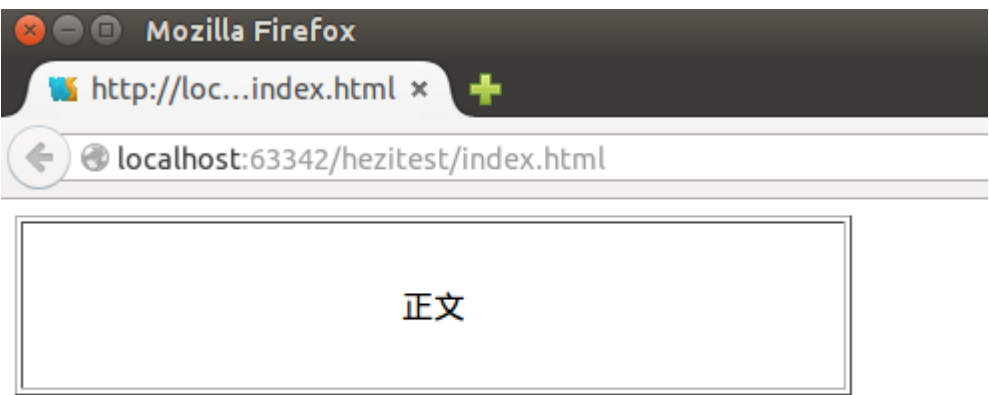 Mozilla Firefox
http://loc...index.html
localhost:63342/hezitest/index.html
正文